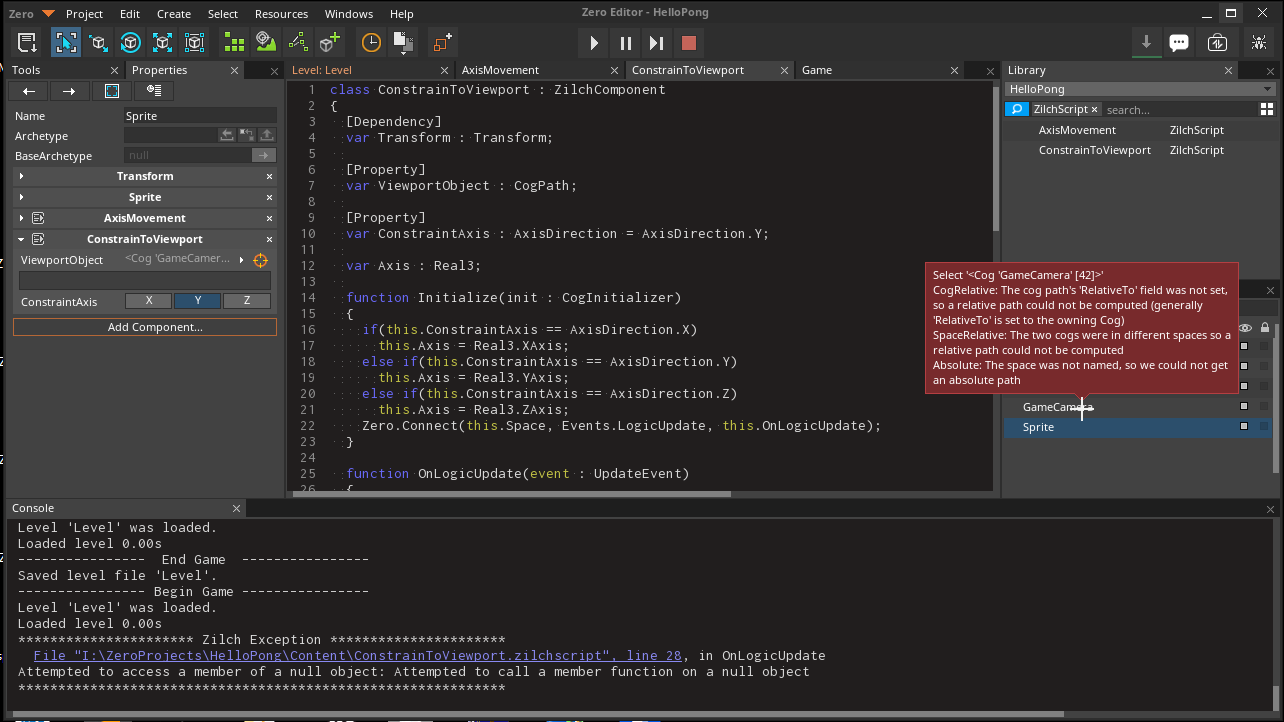 Zero Project Edit Create Select Resources Windows Help Zero Editor - HelloPong
Tools Properties
Name Sprite
Archetype
BaseArchetype null
Transform
Sprite
AxisMovement
ConstrainToViewport
ViewportObject <Cog 'GameCamer...
ConstraintAxis X Y Z
Add Component...
Level: Level AxisMovement ConstrainToViewport Game
1 class ConstrainToViewport : ZilchComponent
2 {
3 [Dependency]
4 var Transform : Transform;
5
6 [Property]
7 var ViewportObject : CogPath;
8
9 [Property]
10 var ConstraintAxis : AxisDirection = AxisDirection.Y;
11
12 var Axis : Real3;
13
14 function Initialize(init : CogInitializer)
15 {
16 if(this.ConstraintAxis == AxisDirection.X)
17 this.Axis = Real3.XAxis;
18 else if(this.ConstraintAxis == AxisDirection.Y)
19 this.Axis = Real3.YAxis;
20 else if(this.ConstraintAxis == AxisDirection.Z)
21 this.Axis = Real3.ZAxis;
22 Zero.Connect(this.Space, Events.LogicUpdate, this.OnLogicUpdate);
23 }
24
25 function OnLogicUpdate(event : UpdateEvent)
26 {
Library
HelloPong
ZilchScript × search...
AxisMovement ZilchScript
ConstrainToViewport ZilchScript
Select '<Cog 'GameCamera' [42]>'
CogRelative: The cog path's 'RelativeTo' field was not set,
so a relative path could not be computed (generally
'RelativeTo' is set to the owning Cog)
SpaceRelative: The two cogs were in different spaces so a
relative path could not be computed
Absolute: The space was not named, so we could not get
an absolute path
GameCamera
Sprite
Console
Level 'Level' was loaded.
Loaded level 0.00s
---------------- End Game ----------------
Saved level file 'Level'.
---------------- Begin Game ----------------
Level 'Level' was loaded.
Loaded level 0.00s
********************** Zilch Exception **********************
File "I:\ZeroProjects\HelloPong\Content\ConstrainToViewport.zilchscript", line 28, in OnLogicUpdate
Attempted to access a member of a null object: Attempted to call a member function on a null object
*************************************************************